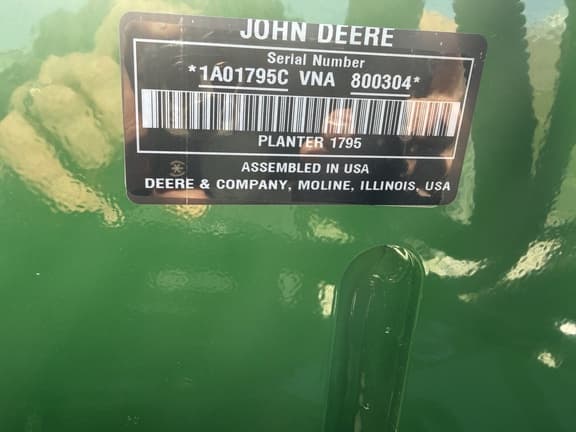 JOHN DEERE
Serial Number
*1A01795C VNA 800304*
PLANTER 1795
ASSEMBLED IN USA
DEERE & COMPANY, MOLINE, ILLINOIS, USA